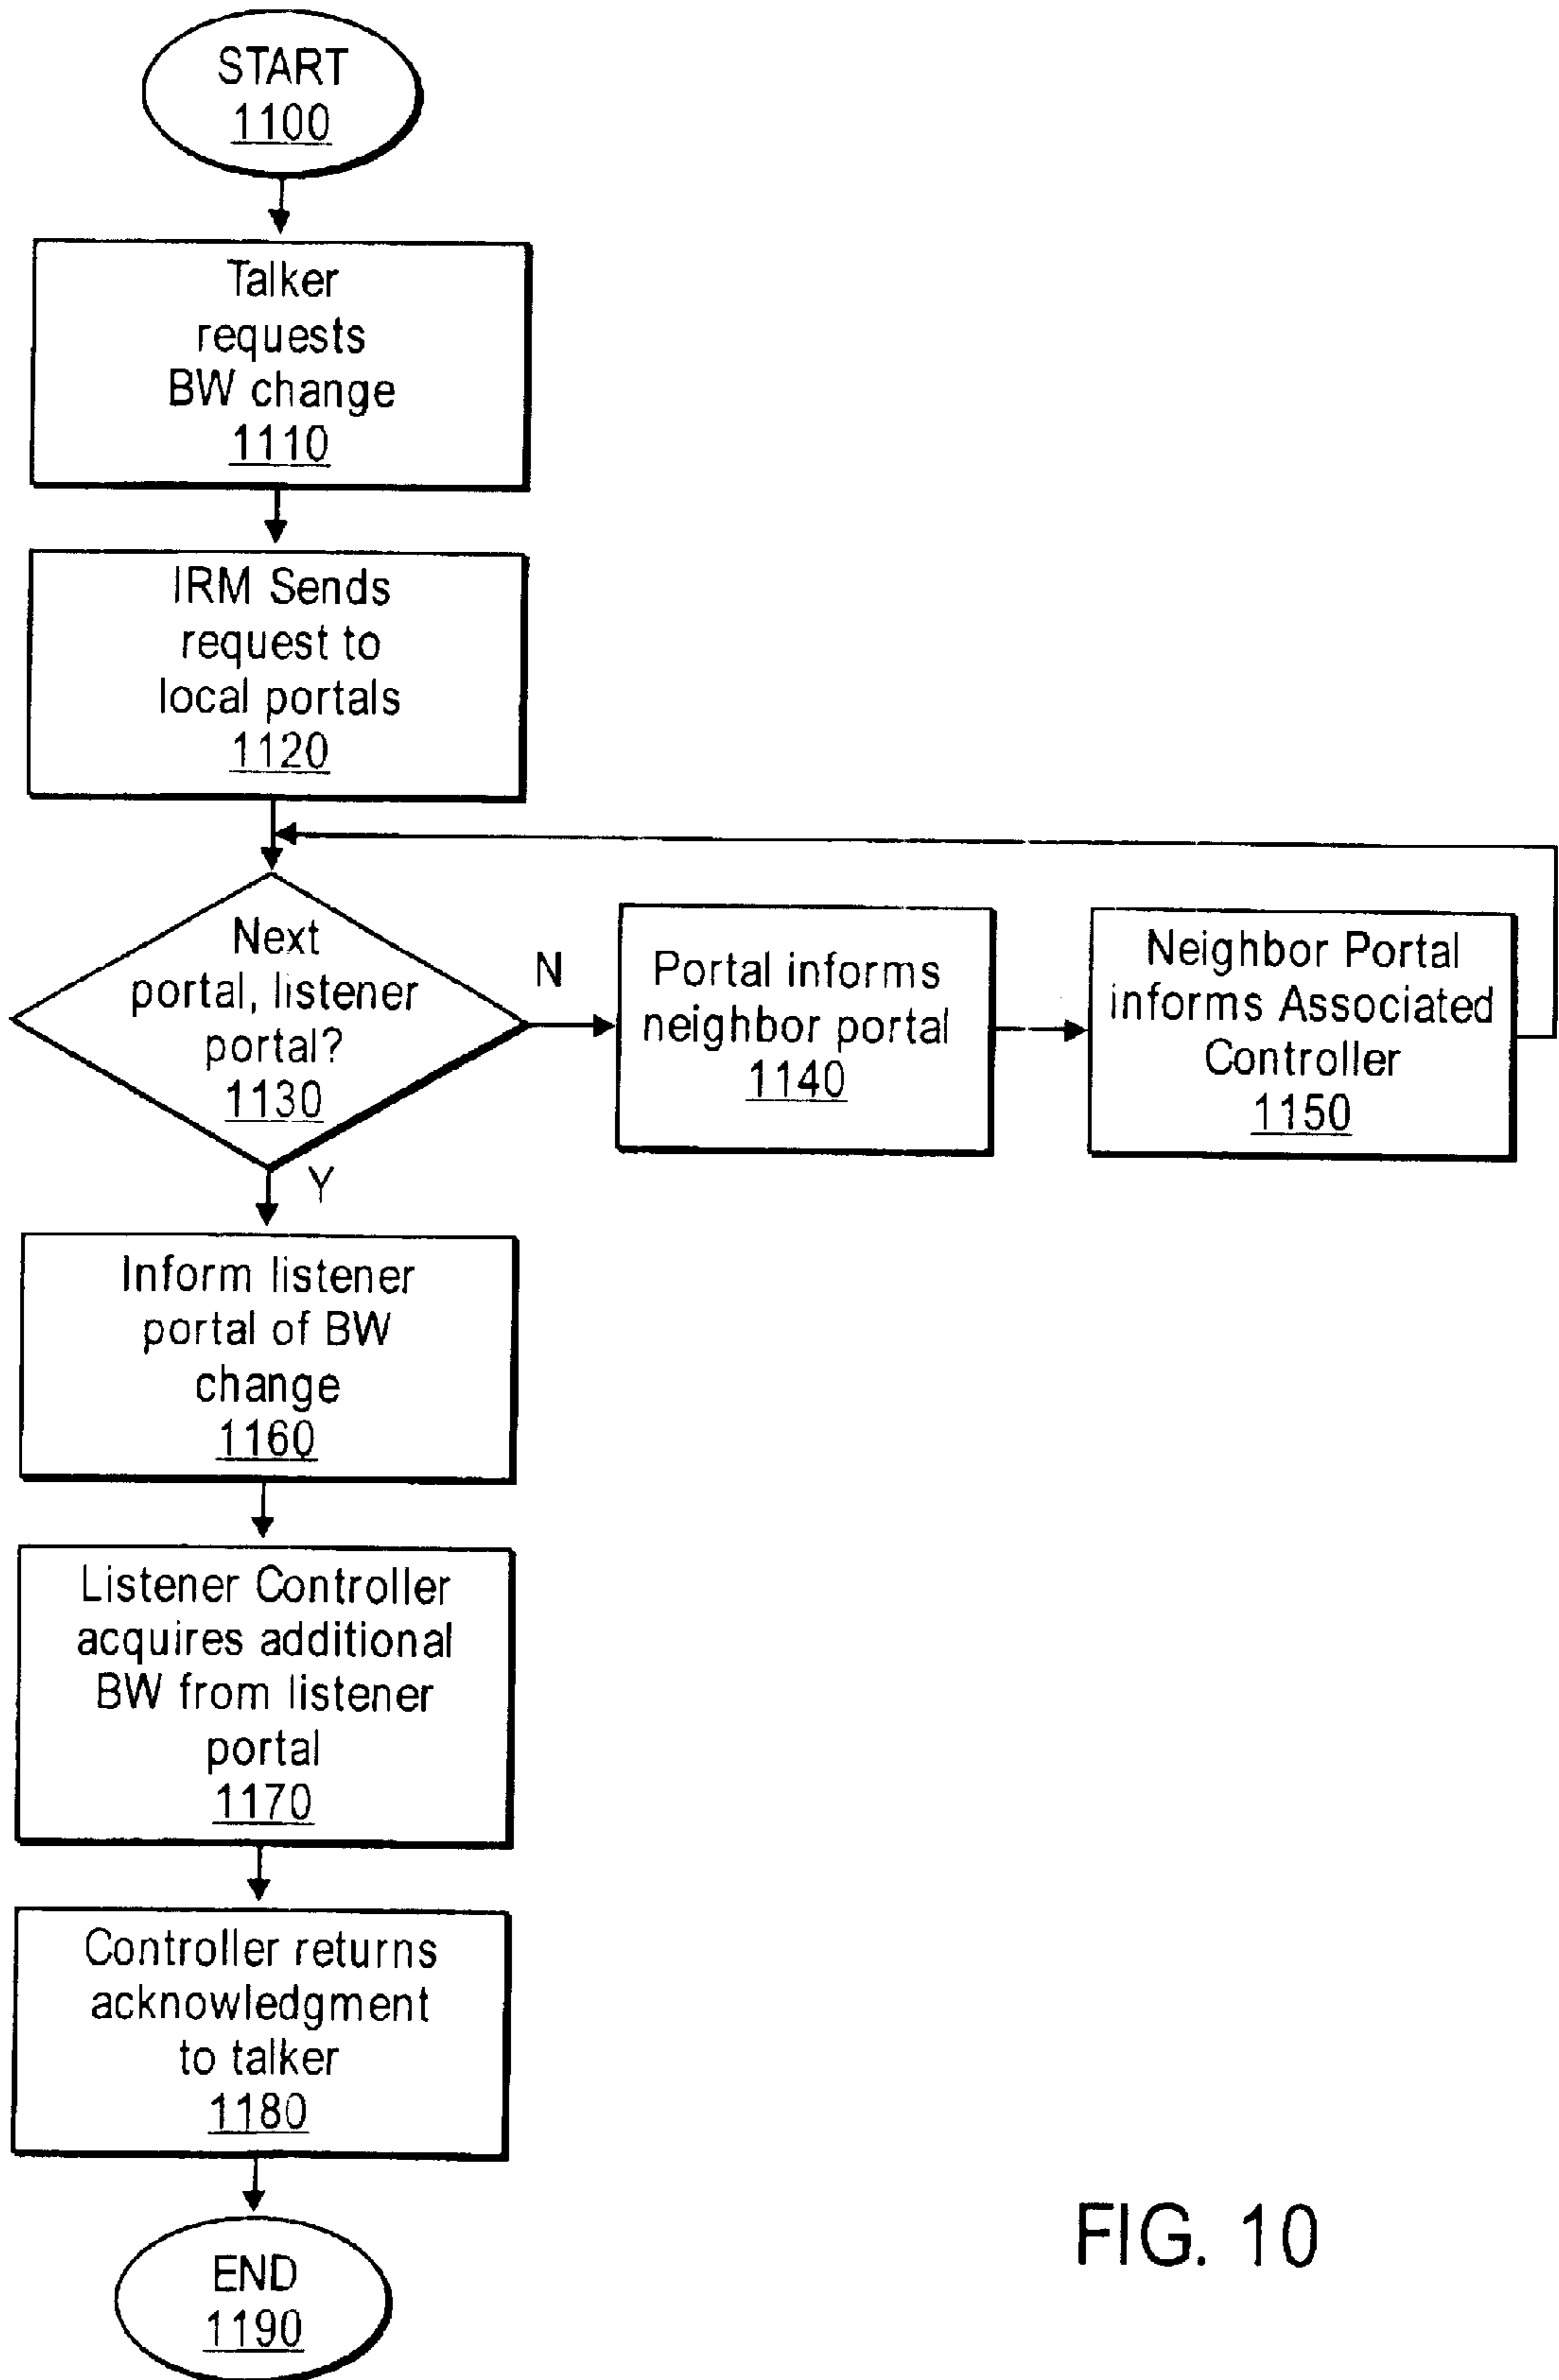 START
1100
Talker
requests
BW change
1110
IRM Sends
request to
local portals
1120
Next
portal, listener
portal?
1130
N
Portal informs
neighbor portal
1140
Neighbor Portal
informs Associated
Controller
1150
Y
Inform listener
portal of BW
change
1160
Listener Controller
acquires additional
BW from listener
portal
1170
Controller returns
acknowledgment
to talker
1180
END
1190
FIG. 10